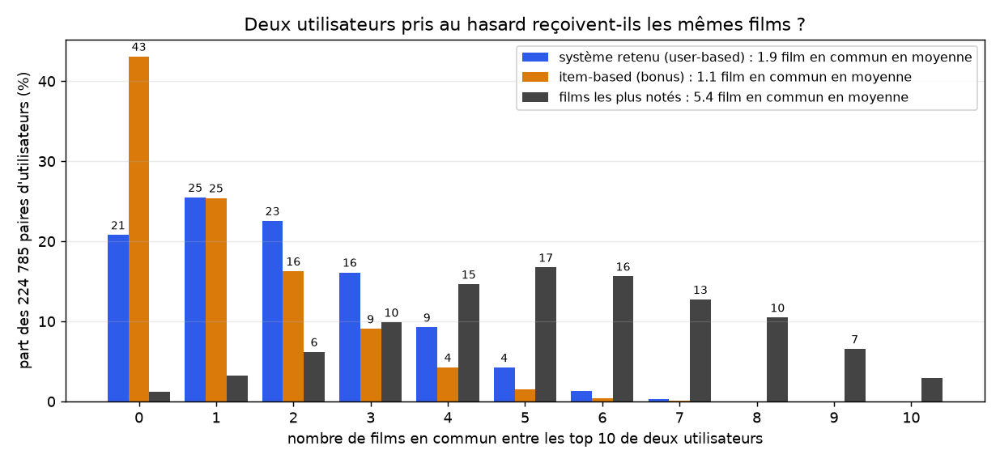 Deux utilisateurs pris au hasard reçoivent-ils les mêmes films ?
système retenu (user-based) : 1.9 film en commun en moyenne
item-based (bonus) : 1.1 film en commun en moyenne
films les plus notés : 5.4 film en commun en moyenne
part des 224 785 paires d'utilisateurs (%)
40
30
20
10
0
21 43
25 25
23 16 6
16 9 10
9 4 15
4 17
16
13
10
7
0 1 2 3 4 5 6 7 8 9 10
nombre de films en commun entre les top 10 de deux utilisateurs